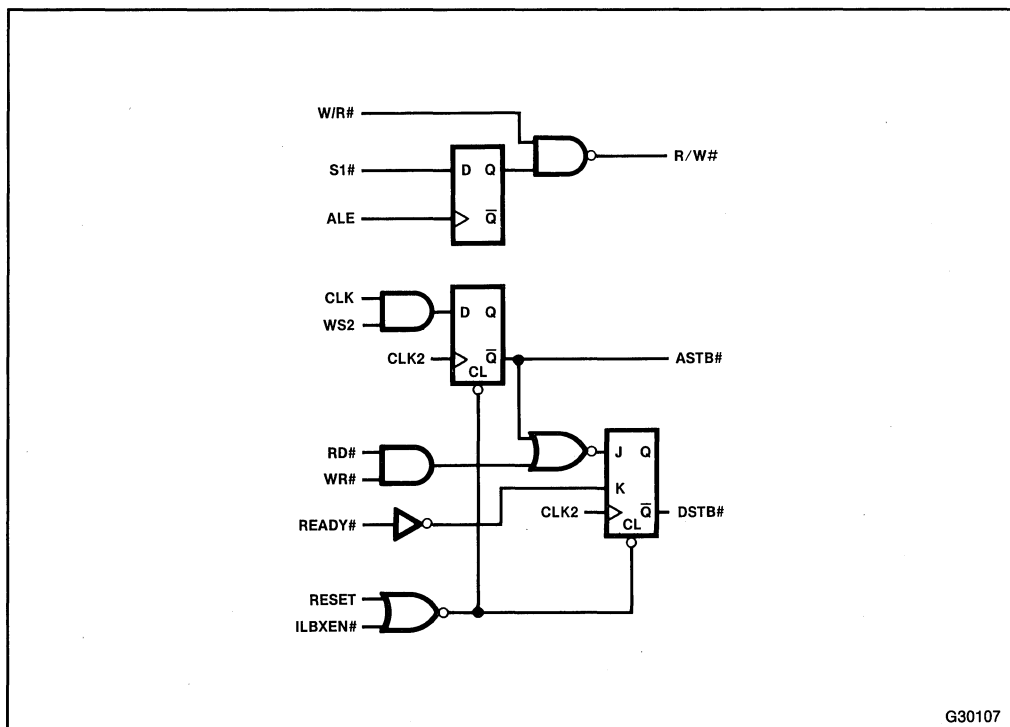 W/R#
S1#
D Q
R/W#
ALE
Q̅
CLK
WS2
D Q
CLK2
Q̅
CL
ASTB#
RD#
WR#
J Q
K
READY#
CLK2
Q̅
CL
DSTB#
RESET
ILBXEN#
G30107